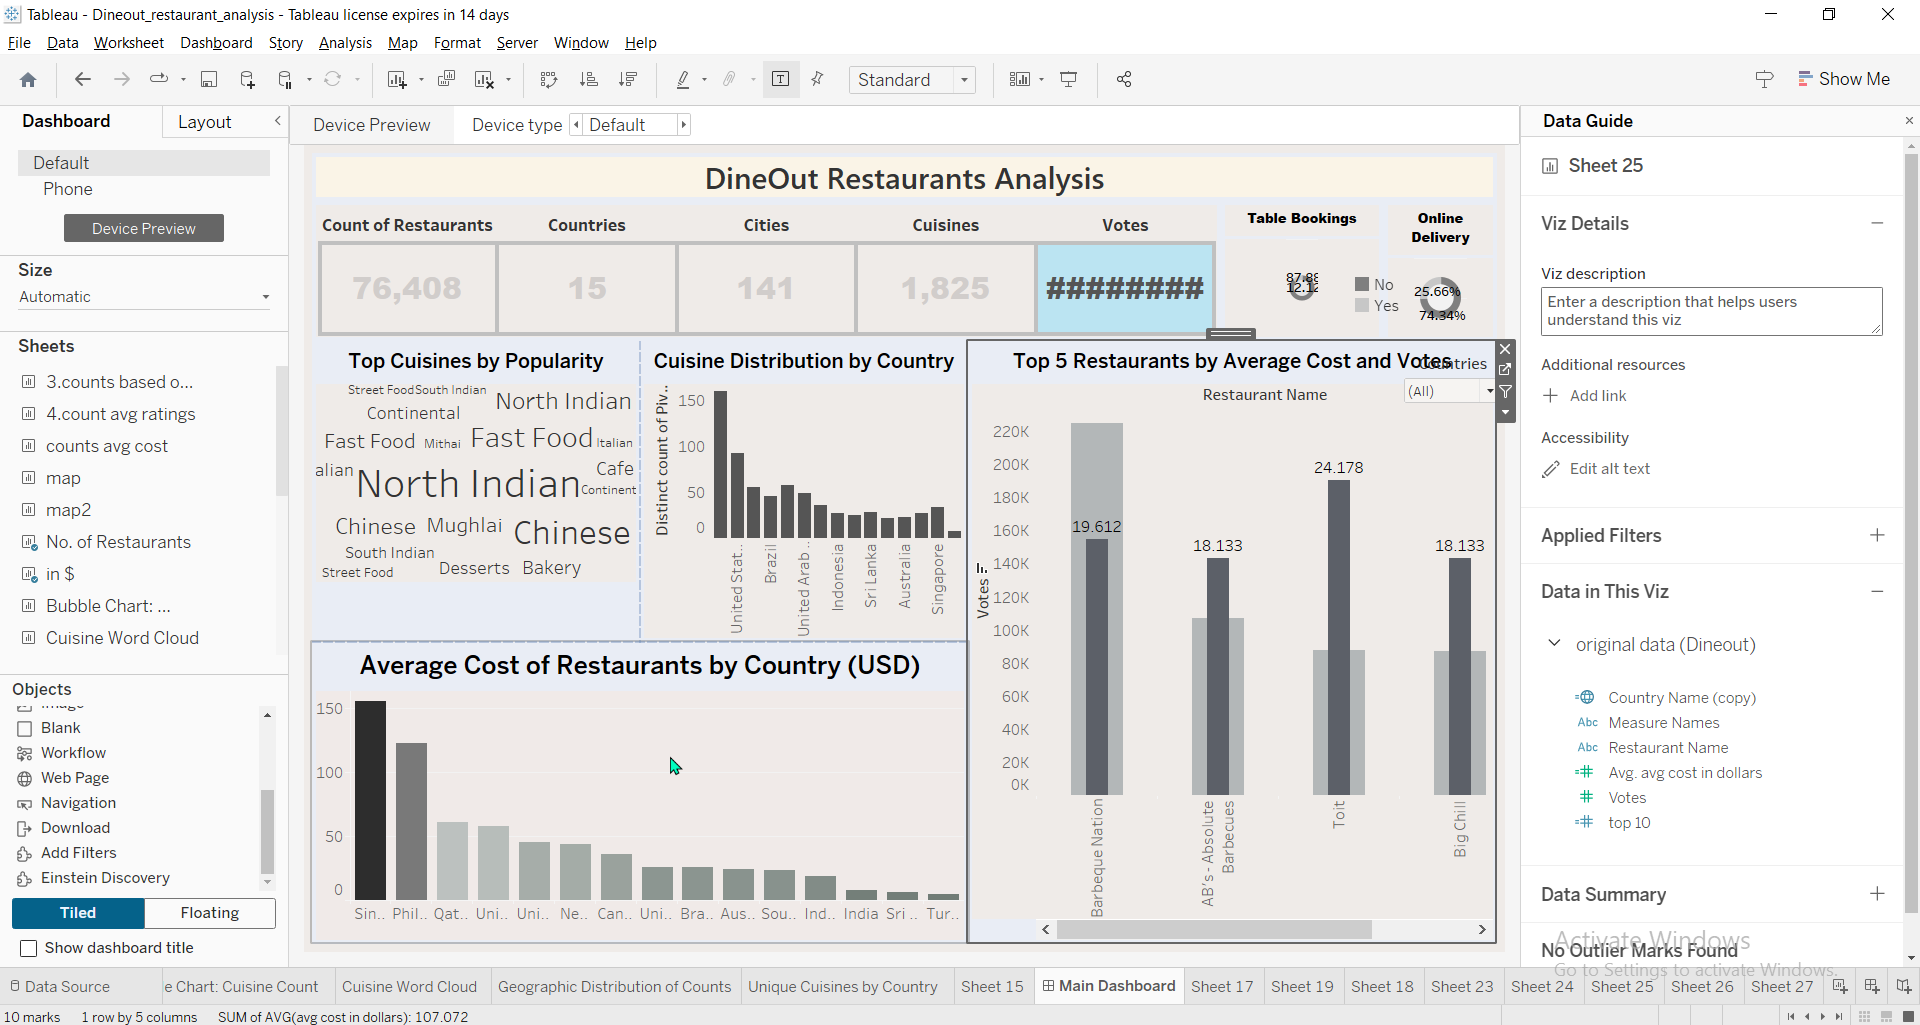 Tableau - Dineout_restaurant_analysis - Tableau license expires in 14 days
File Data Worksheet Dashboard Story Analysis Map Format Server Window Help
Standard
Show Me
Dashboard Layout
Default
Phone
Device Preview
Size
Automatic
Sheets
3.counts based o...
4.count avg ratings
counts avg cost
map
map2
No. of Restaurants
in $
Bubble Chart: ...
Cuisine Word Cloud
Objects
Image
Blank
Workflow
Web Page
Navigation
Download
Add Filters
Einstein Discovery
Tiled Floating
Show dashboard title
Device Preview Device type Default
DineOut Restaurants Analysis
Count of Restaurants Countries Cities Cuisines Votes
76,408 15 141 1,825 ########
Table Bookings
12.12
No
Yes
Online
Delivery
25.66%
74.34%
Top Cuisines by Popularity
Street Food South Indian
North Indian
Continental
Fast Food Mithai Fast Food Italian
alian North Indian Cafe
Continent
Chinese Mughlai Chinese
South Indian
Street Food Desserts Bakery
Cuisine Distribution by Country
Distinct count of Piv..
150
100
50
0
United Stat..
Brazil
United Arab ..
Indonesia
Sri Lanka
Australia
Singapore
Top 5 Restaurants by Average Cost and Votes
Countries
(All)
Restaurant Name
Votes
220K
200K
180K
160K
140K
120K
100K
80K
60K
40K
20K
0K
19.612
18.133
24.178
18.133
Barbeque Nation
AB's - Absolute
Barbecues
Toit
Big Chill
Average Cost of Restaurants by Country (USD)
150
100
50
0
Sin.. Phil.. Qat.. Uni.. Uni.. Ne.. Can.. Uni.. Bra.. Aus.. Sou.. Ind.. India Sri .. Tur..
Data Guide
Sheet 25
Viz Details
Viz description
Enter a description that helps users
understand this viz
Additional resources
Add link
Accessibility
Edit alt text
Applied Filters
Data in This Viz
original data (Dineout)
Country Name (copy)
Abc Measure Names
Abc Restaurant Name
Avg. avg cost in dollars
Votes
top 10
Data Summary
No Outlier Marks Found
Activate Windows
Go to Settings to activate Windows.
Data Source e Chart: Cuisine Count Cuisine Word Cloud Geographic Distribution of Counts Unique Cuisines by Country Sheet 15 Main Dashboard Sheet 17 Sheet 19 Sheet 18 Sheet 23 Sheet 24 Sheet 25 Sheet 26 Sheet 27
10 marks 1 row by 5 columns SUM of AVG(avg cost in dollars): 107.072